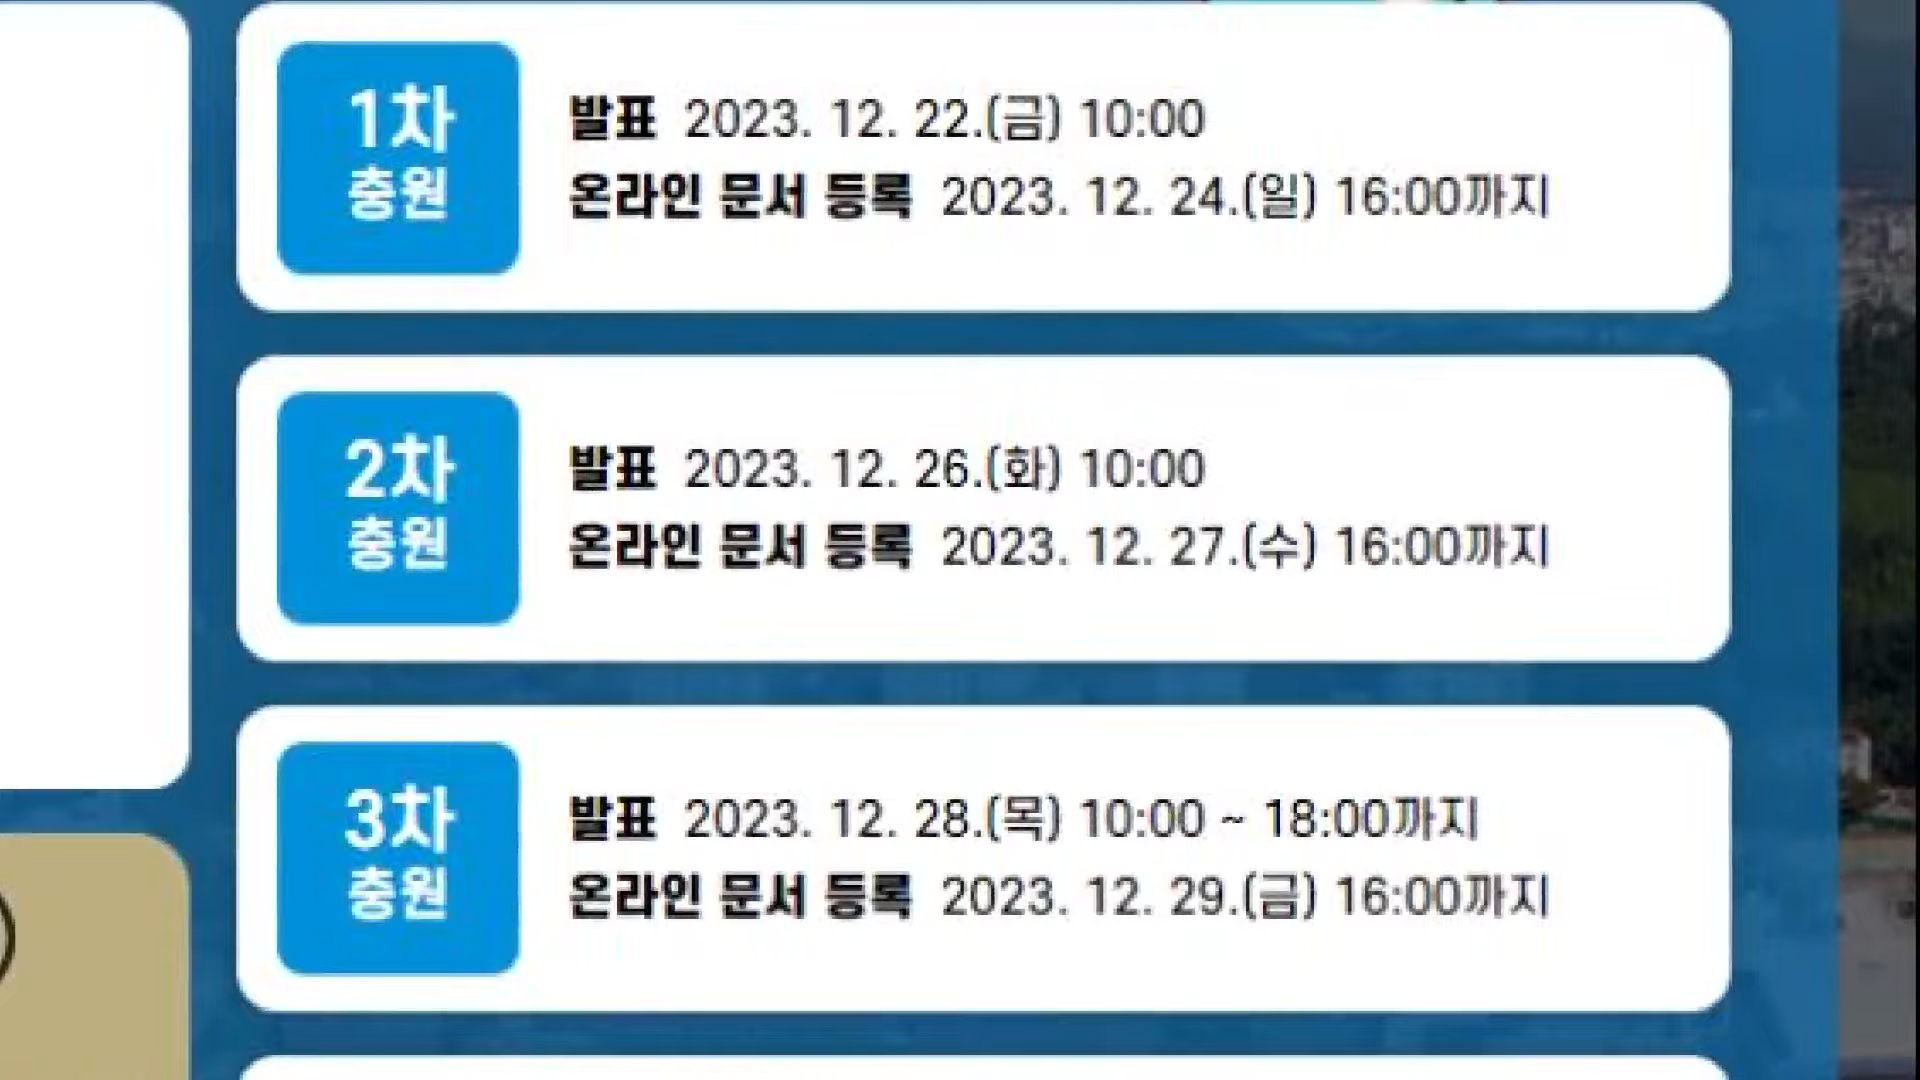 1차
충원
발표 2023. 12. 22.(금) 10:00
온라인 문서 등록 2023. 12. 24.(일) 16:00까지
2차
충원
발표 2023. 12. 26.(화) 10:00
온라인 문서 등록 2023. 12. 27.(수) 16:00까지
3차
충원
발표 2023. 12. 28.(목) 10:00 ~ 18:00까지
온라인 문서 등록 2023. 12. 29.(금) 16:00까지